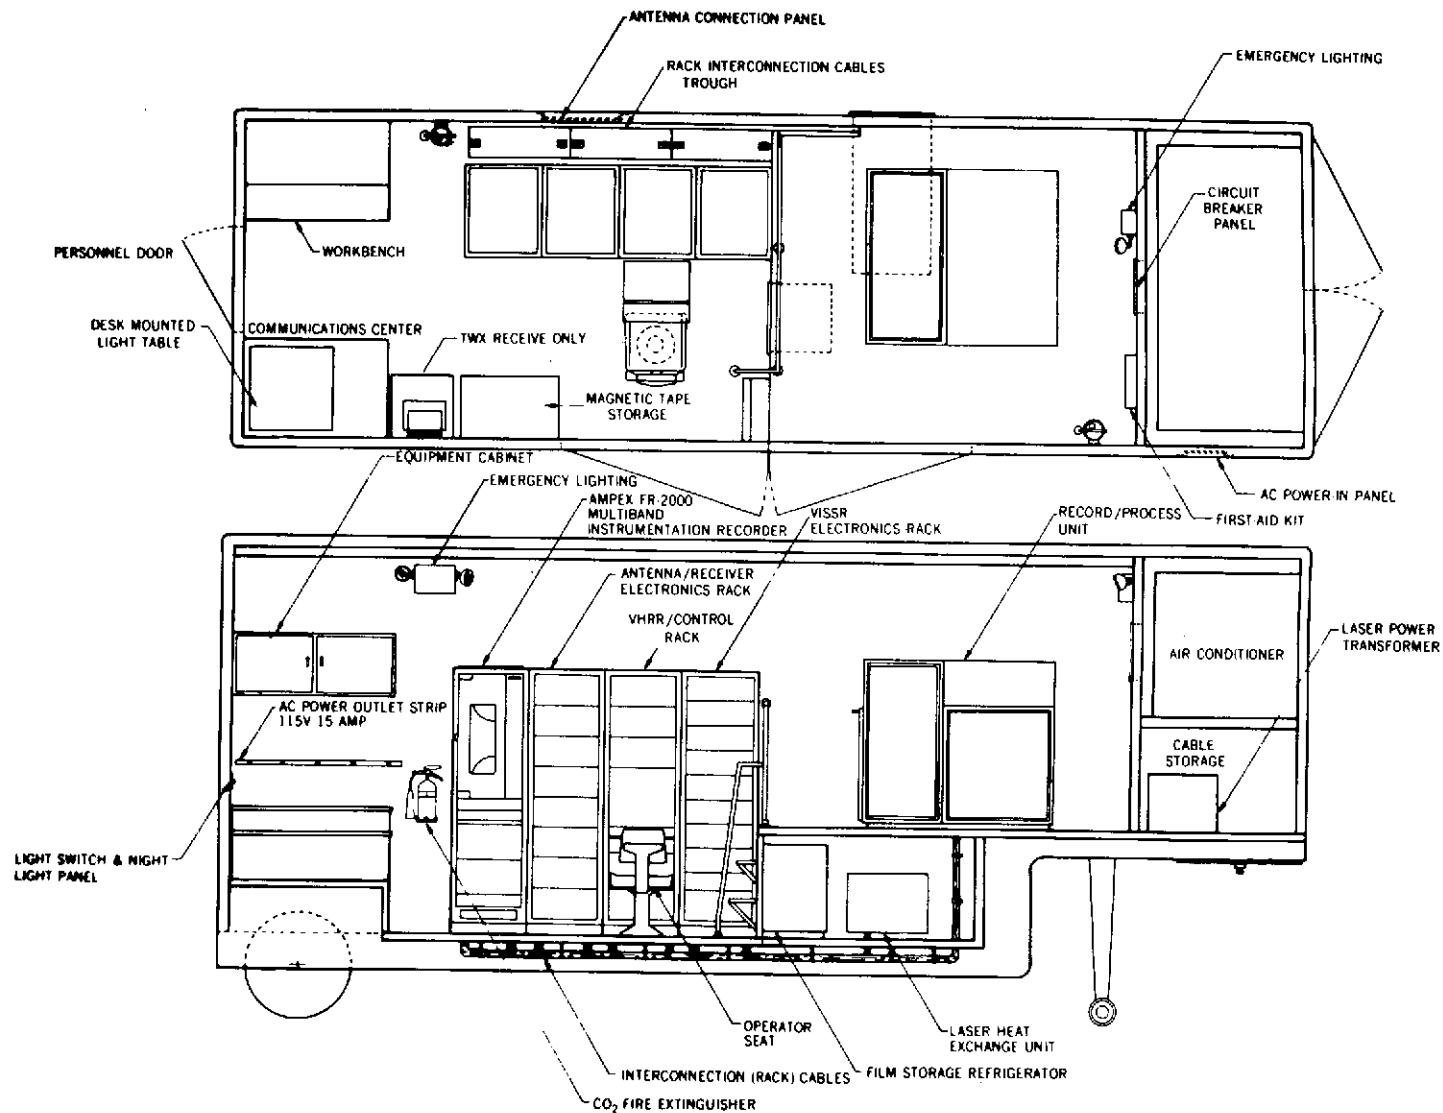 ANTENNA CONNECTION PANEL
RACK INTERCONNECTION CABLES
TROUGH
EMERGENCY LIGHTING
CIRCUIT
BREAKER
PANEL
PERSONNEL DOOR
WORKBENCH
DESK MOUNTED
LIGHT TABLE
COMMUNICATIONS CENTER
TWX RECEIVE ONLY
MAGNETIC TAPE
STORAGE
AC POWER-IN PANEL
FIRST-AID KIT
EQUIPMENT CABINET
EMERGENCY LIGHTING
AMPEX FR-2000
MULTIBAND
INSTRUMENTATION RECORDER
VISSR
ELECTRONICS RACK
RECORD/PROCESS
UNIT
ANTENNA/RECEIVER
ELECTRONICS RACK
VHRR/CONTROL
RACK
LASER POWER
TRANSFORMER
AIR CONDITIONER
AC POWER OUTLET STRIP
115V 15 AMP
CABLE
STORAGE
LIGHT SWITCH & NIGHT
LIGHT PANEL
OPERATOR
SEAT
LASER HEAT
EXCHANGE UNIT
INTERCONNECTION (RACK) CABLES
FILM STORAGE REFRIGERATOR
CO₂ FIRE EXTINGUISHER